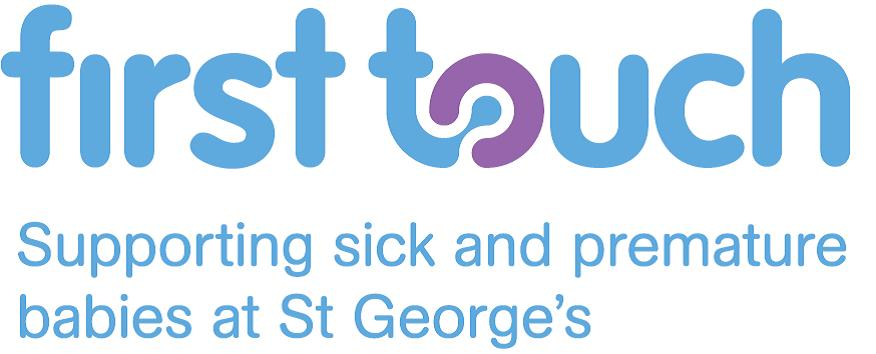 first touch
Supporting sick and premature
babies at St George's